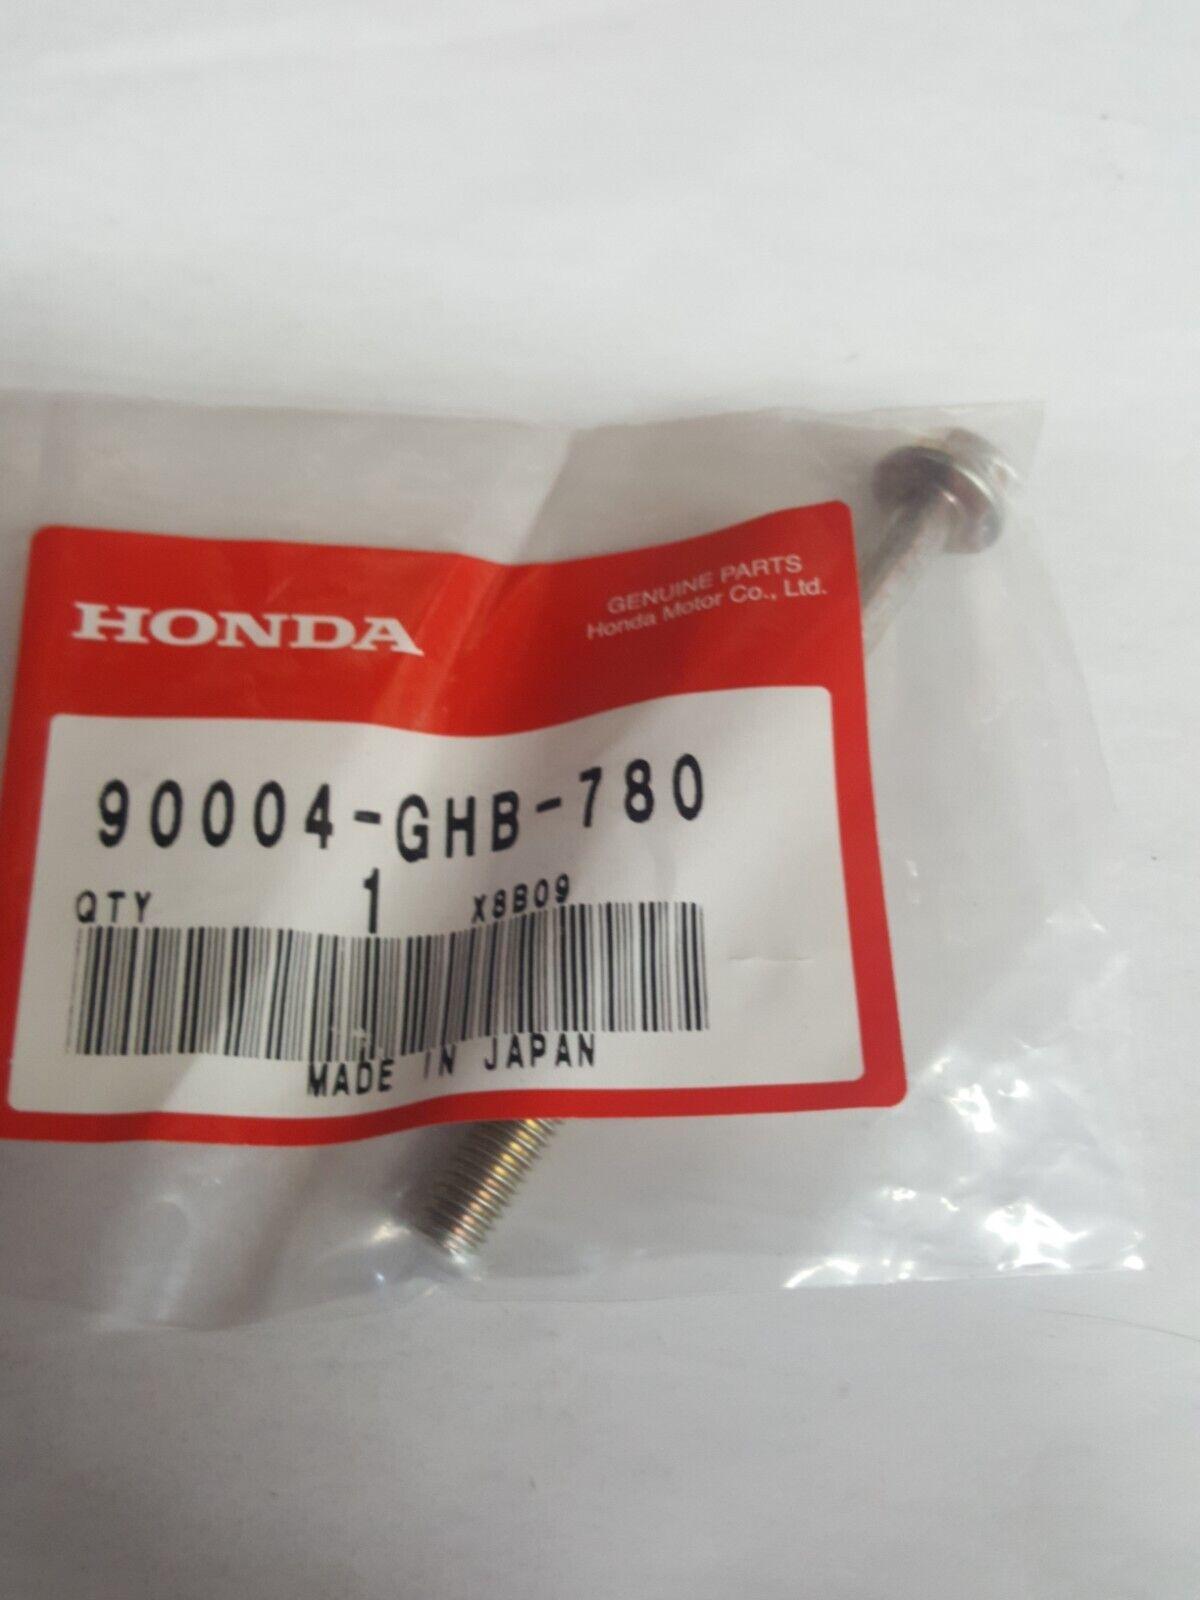 HONDA
GENUINE PARTS
Honda Motor Co., Ltd.
90004-GHB-780
QTY 1 X8B09
MADE IN JAPAN